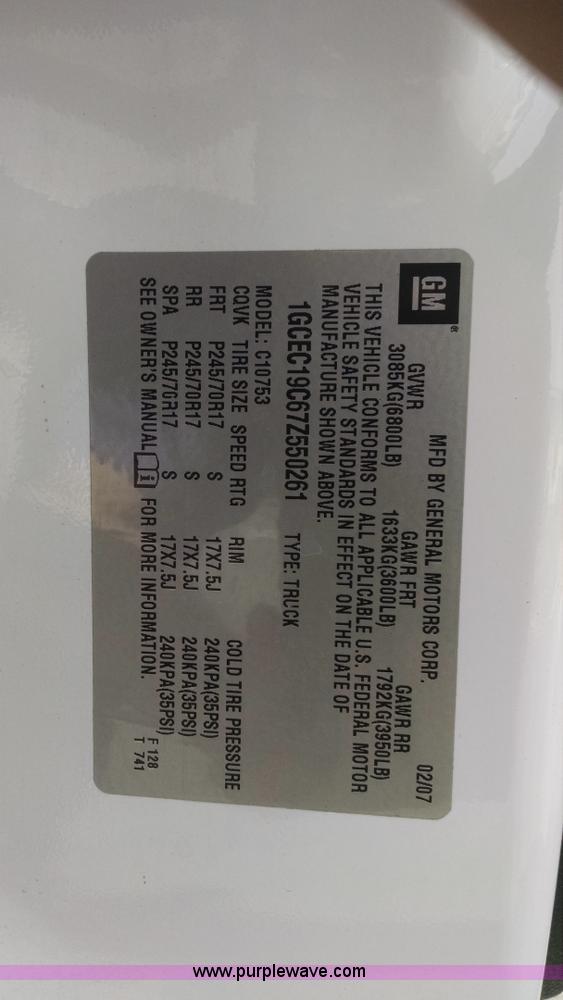 GM®
MFD BY GENERAL MOTORS CORP. 02/07
GVWR GAWR FRT GAWR RR
3085KG(6800LB) 1633KG(3600LB) 1792KG(3950LB)
THIS VEHICLE CONFORMS TO ALL APPLICABLE U.S. FEDERAL MOTOR
VEHICLE SAFETY STANDARDS IN EFFECT ON THE DATE OF
MANUFACTURE SHOWN ABOVE.
1GCEC19C67Z550261 TYPE: TRUCK
MODEL: C10753
CQVK TIRE SIZE SPEED RTG RIM COLD TIRE PRESSURE
FRT P245/70R17 S 17X7.5J 240KPA(35PSI)
RR P245/70R17 S 17X7.5J 240KPA(35PSI)
SPA P245/70R17 S 17X7.5J 240KPA(35PSI)
SEE OWNER'S MANUAL i FOR MORE INFORMATION.
F 128
T 741
www.purplewave.com